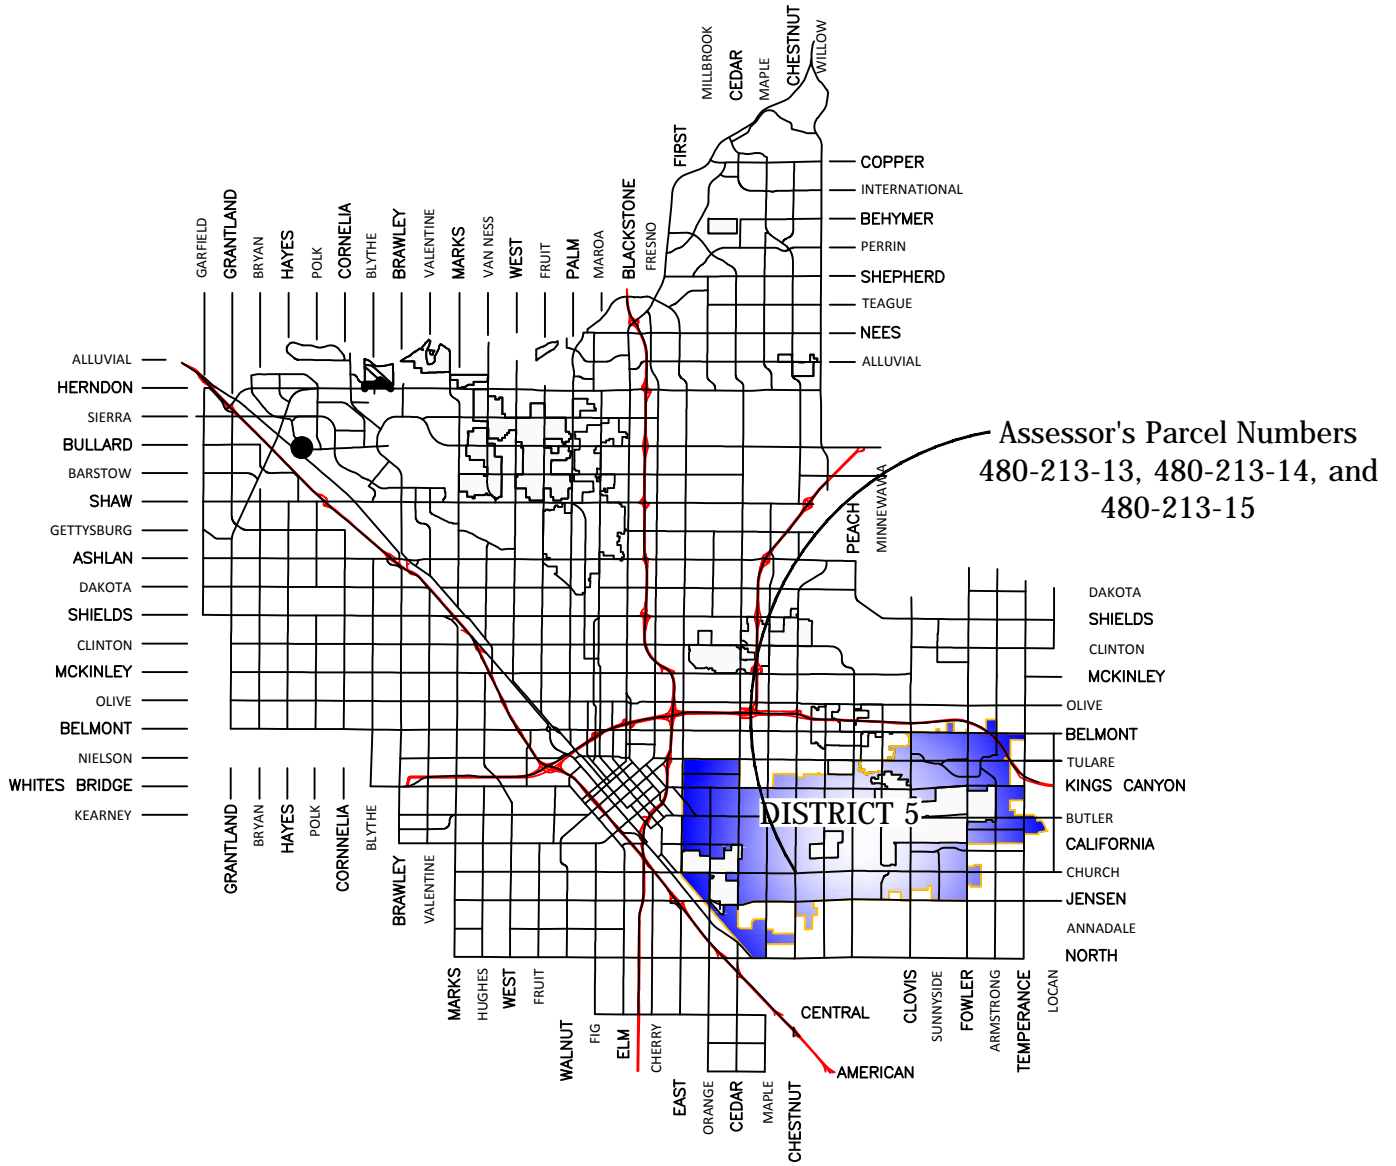 MILLBROOK
CEDAR
MAPLE
CHESTNUT
WILLOW
FIRST
COPPER
INTERNATIONAL
BEHYMER
PERRIN
SHEPHERD
TEAGUE
NEES
ALLUVIAL
GARFIELD
GRANTLAND
BRYAN
HAYES
POLK
CORNELIA
BLYTHE
BRAWLEY
VALENTINE
MARKS
VAN NESS
WEST
FRUIT
PALM
MAROA
BLACKSTONE
FRESNO
ALLUVIAL
HERNDON
SIERRA
BULLARD
BARSTOW
SHAW
GETTYSBURG
ASHLAN
DAKOTA
SHIELDS
CLINTON
MCKINLEY
OLIVE
BELMONT
NIELSON
WHITES BRIDGE
KEARNEY
Assessor's Parcel Numbers
480-213-13, 480-213-14, and
480-213-15
PEACH
MINNEWAWA
DAKOTA
SHIELDS
CLINTON
MCKINLEY
OLIVE
BELMONT
TULARE
KINGS CANYON
BUTLER
CALIFORNIA
CHURCH
JENSEN
ANNADALE
NORTH
DISTRICT 5
GRANTLAND
BRYAN
HAYES
POLK
CORNNELIA
BLYTHE
BRAWLEY
VALENTINE
MARKS
HUGHES
WEST
FRUIT
WALNUT
FIG
ELM
CHERRY
EAST
ORANGE
CEDAR
MAPLE
CHESTNUT
CENTRAL
AMERICAN
CLOVIS
SUNNYSIDE
FOWLER
ARMSTRONG
TEMPERANCE
LOCAN